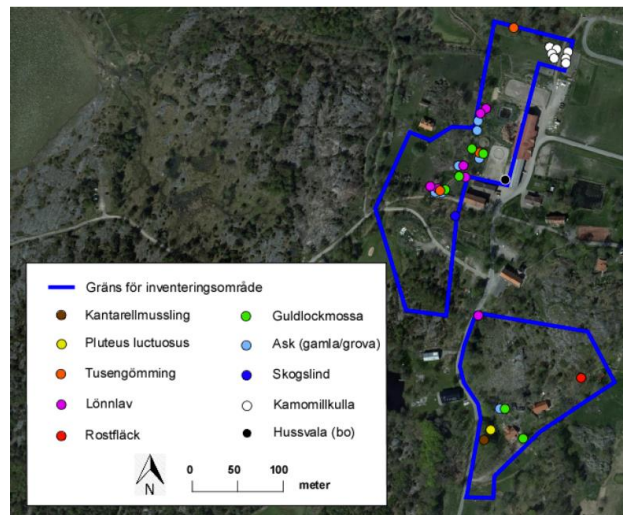 Gräns för inventeringsområde
Kantarellmussling
Guldlockmossa
Pluteus luctuosus
Ask (gamla/grova)
Tusengömming
Skogslind
Lönnlav
Kamomillkulla
Rostfläck
Hussvala (bo)
N
0 50 100
meter